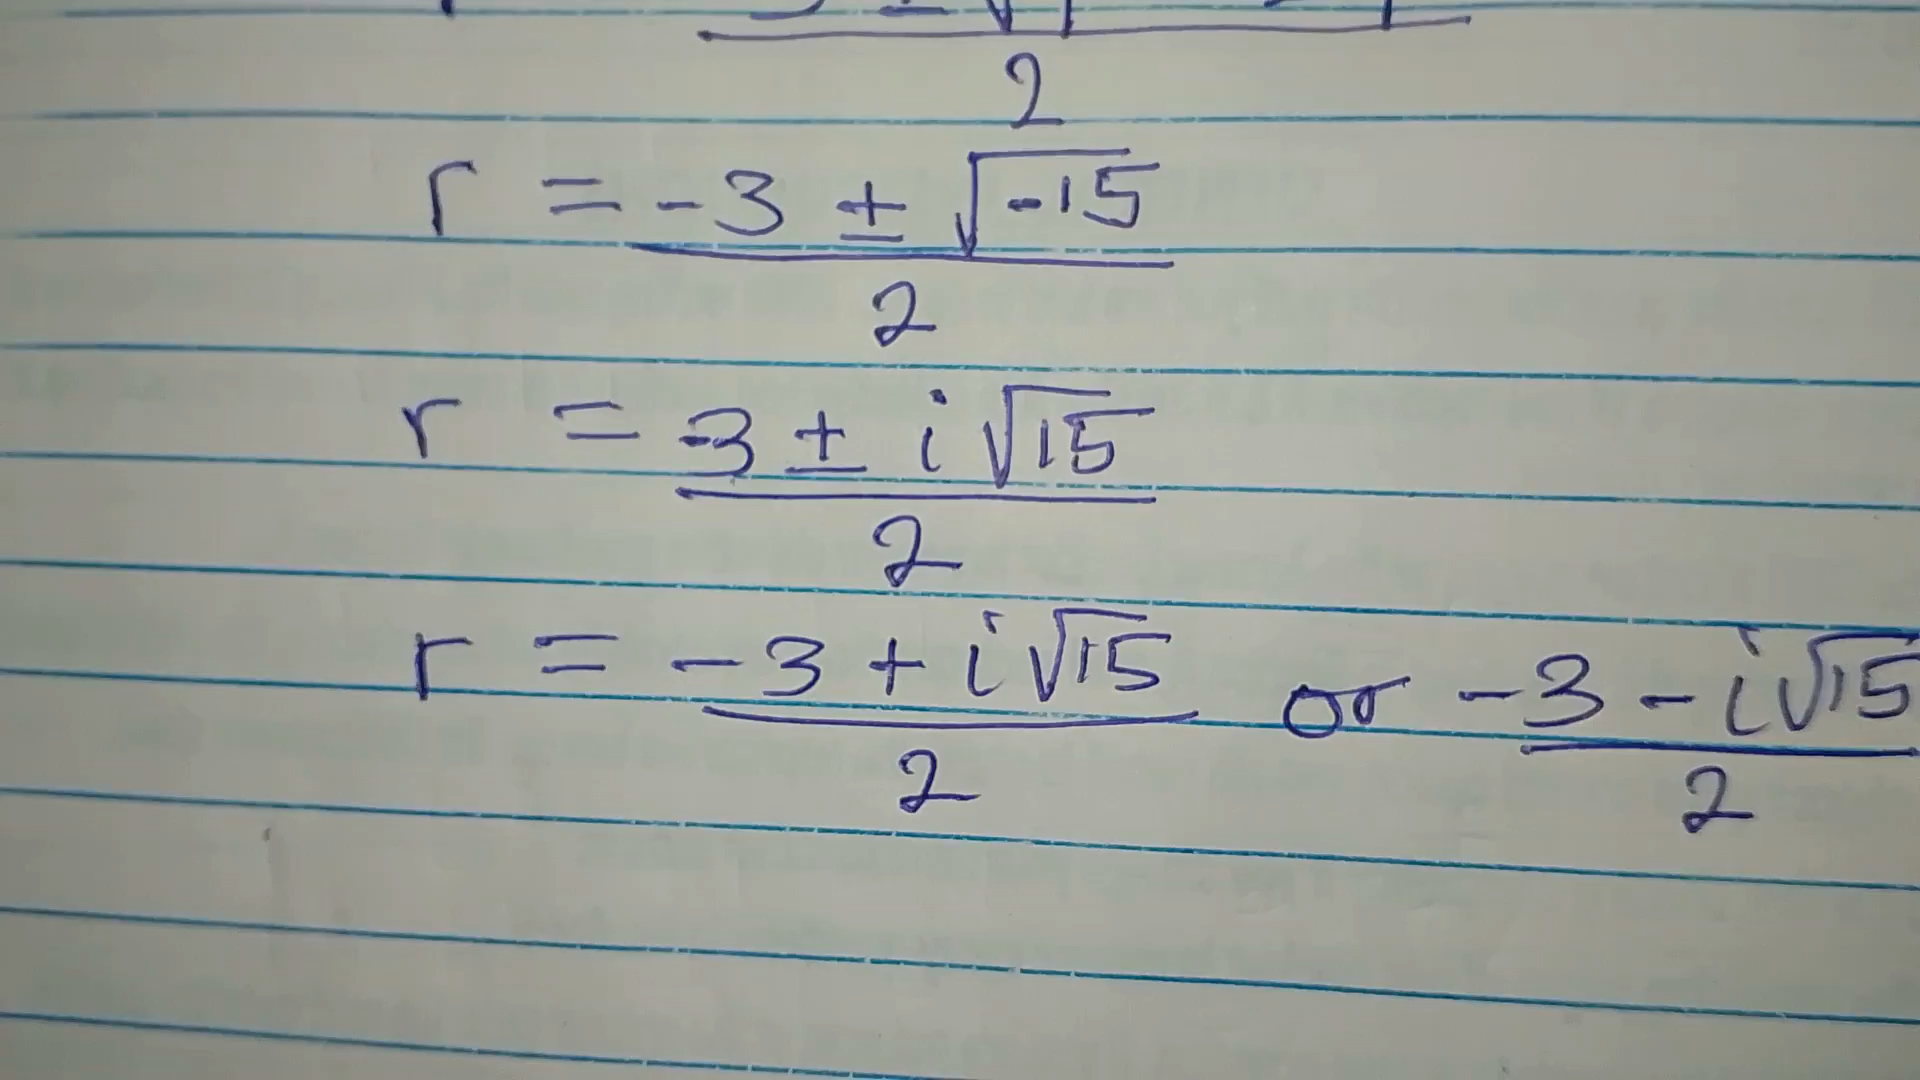 2
r = -3 ± √-15
2
r = -3 ± i√15
2
r = -3 + i√15 or -3 - i√15
2 2